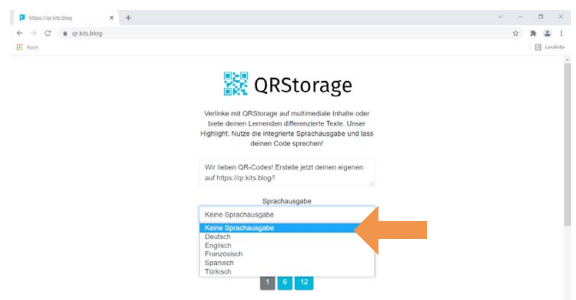 https://qr.kits.blog
qr.kits.blog
Apps
Leseliste
QRStorage
Verlinke mit QRStorage auf multimediale Inhalte oder
biete deinen Lernenden differenzierte Texte. Unser
Highlight: Nutze die integrierte Sprachausgabe und lass
deinen Code sprechen!
Wir lieben QR-Codes! Erstelle jetzt deinen eigenen
auf https://qr.kits.blog/!
Sprachausgabe
Keine Sprachausgabe
Keine Sprachausgabe
Deutsch
Englisch
Französisch
Spanisch
Türkisch
1 6 12